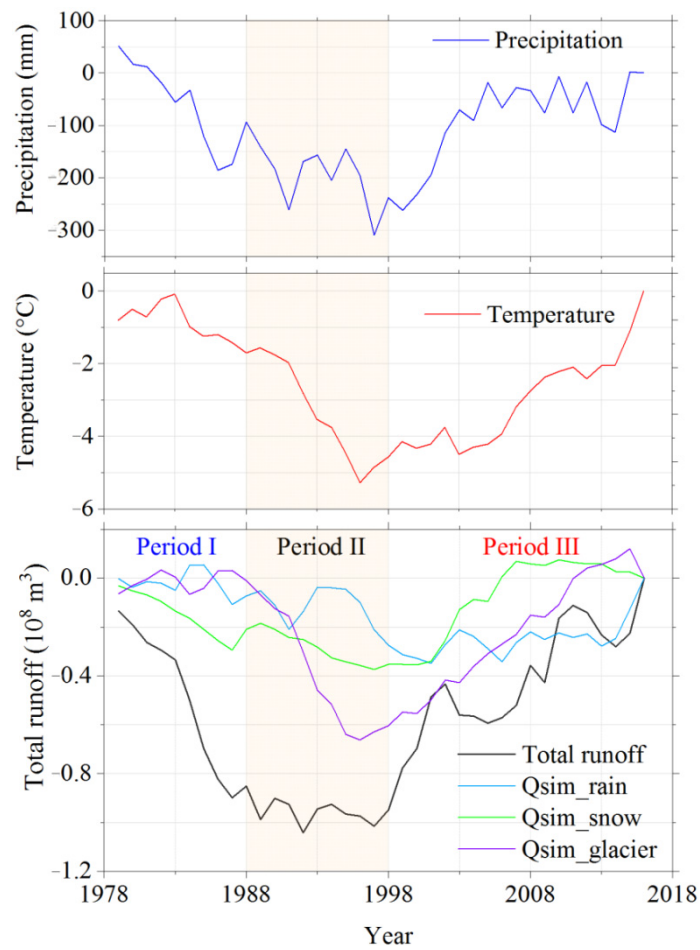 Precipitation (mm)
100
0
−100
−200
−300
Precipitation
Temperature (°C)
0
−2
−4
−6
Temperature
Total runoff (10⁸ m³)
0.0
−0.4
−0.8
−1.2
Period I
Period II
Period III
Total runoff
Qsim_rain
Qsim_snow
Qsim_glacier
1978
1988
1998
2008
2018
Year